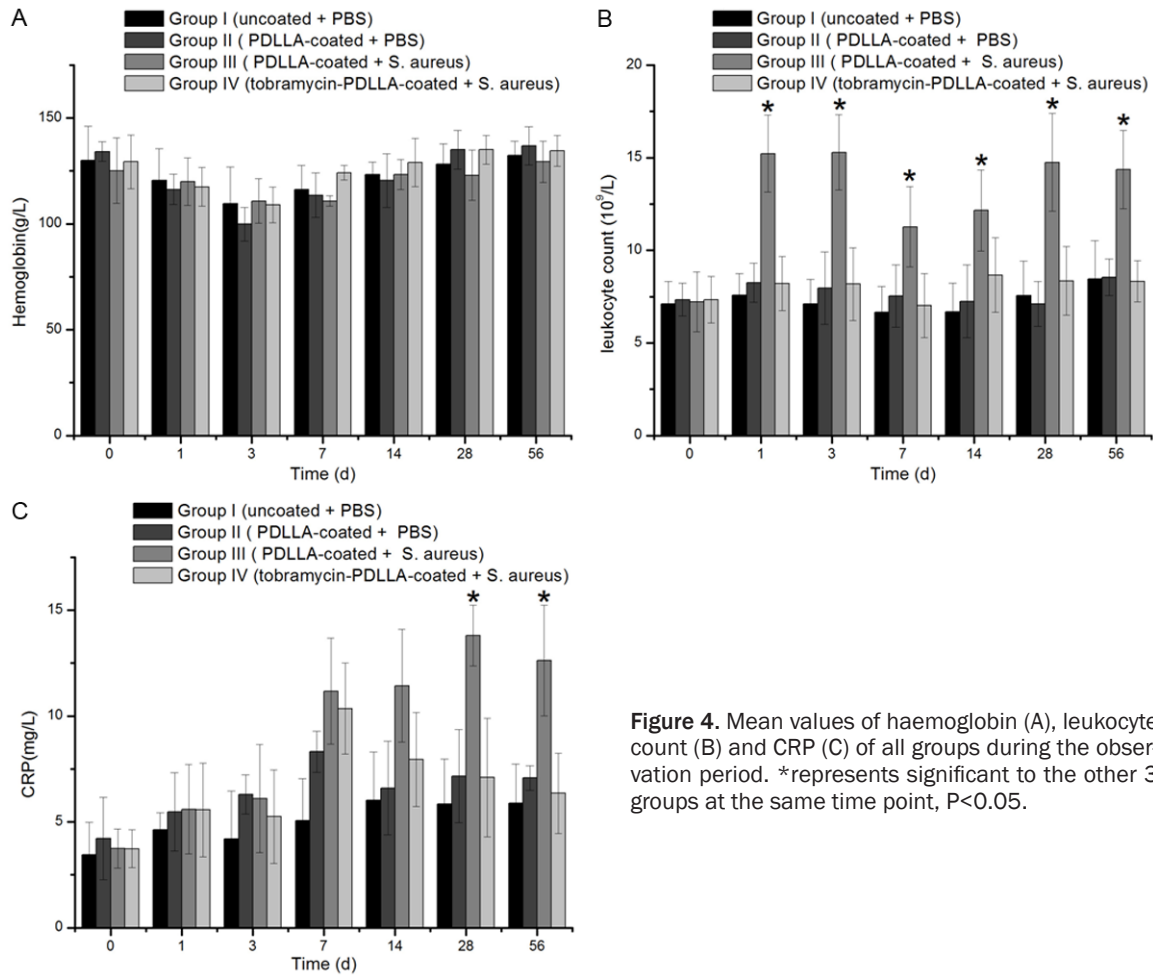 A
Group I (uncoated + PBS)
Group II ( PDLLA-coated + PBS)
Group III ( PDLLA-coated + S. aureus)
Group IV (tobramycin-PDLLA-coated + S. aureus)
150
100
50
0
Hemoglobin(g/L)
0 1 3 7 14 28 56
Time (d)
B
Group I (uncoated + PBS)
Group II ( PDLLA-coated + PBS)
Group III ( PDLLA-coated + S. aureus)
Group IV (tobramycin-PDLLA-coated + S. aureus)
20
15
10
5
0
leukocyte count (10⁹/L)
* * * * * *
0 1 3 7 14 28 56
Time (d)
C
Group I (uncoated + PBS)
Group II ( PDLLA-coated + PBS)
Group III ( PDLLA-coated + S. aureus)
Group IV (tobramycin-PDLLA-coated + S. aureus)
15
10
5
0
CRP(mg/L)
* *
0 1 3 7 14 28 56
Time (d)
Figure 4. Mean values of haemoglobin (A), leukocyte
count (B) and CRP (C) of all groups during the obser-
vation period. *represents significant to the other 3
groups at the same time point, P<0.05.